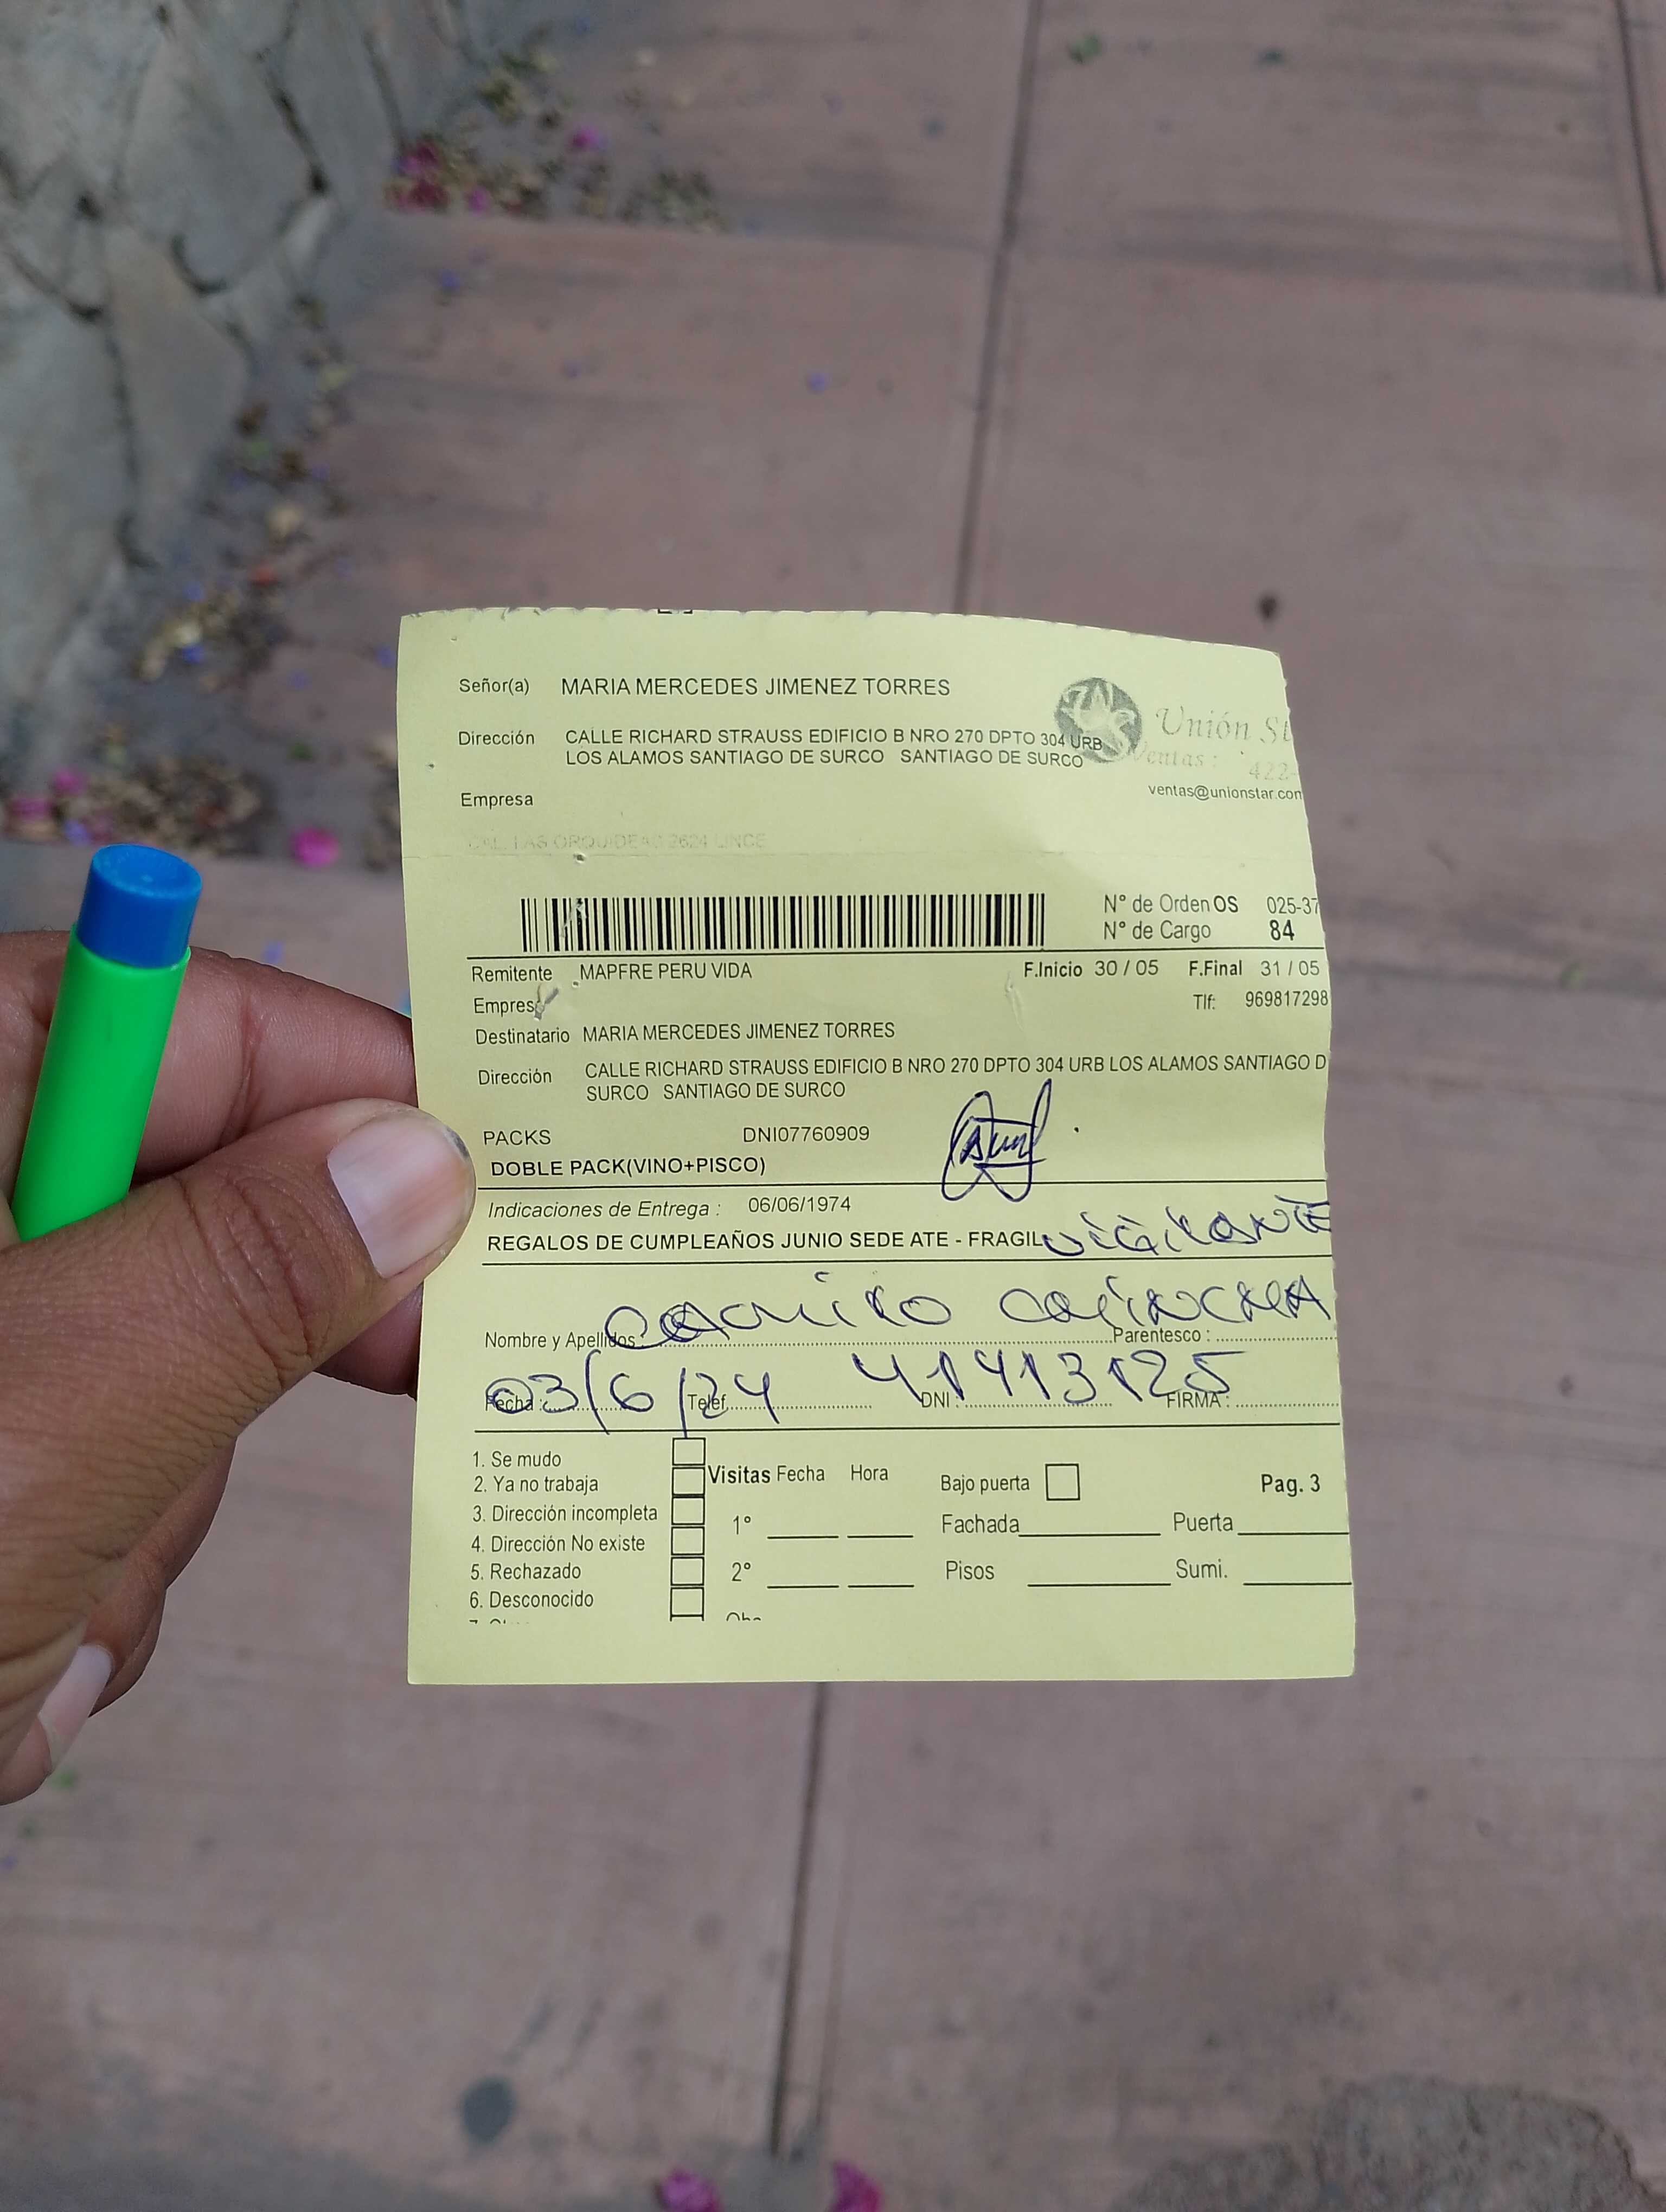 Señor(a) MARIA MERCEDES JIMENEZ TORRES
Unión St
Dirección CALLE RICHARD STRAUSS EDIFICIO B NRO 270 DPTO 304 URB
LOS ALAMOS SANTIAGO DE SURCO SANTIAGO DE SURCO
Ventas : 422-
ventas@unionstar.com
Empresa
CAL. LAS ORQUIDEAS 2624 LINCE
N° de Orden OS 025-37
N° de Cargo 84
Remitente MAPFRE PERU VIDA F.Inicio 30 / 05 F.Final 31 / 05
Empresa Tlf: 969817298
Destinatario MARIA MERCEDES JIMENEZ TORRES
Dirección CALLE RICHARD STRAUSS EDIFICIO B NRO 270 DPTO 304 URB LOS ALAMOS SANTIAGO D
SURCO SANTIAGO DE SURCO
PACKS DNI07760909
DOBLE PACK(VINO+PISCO)
Indicaciones de Entrega : 06/06/1974
REGALOS DE CUMPLEAÑOS JUNIO SEDE ATE - FRAGIL VIGILANTE
Nombre y Apellidos : Camilo Parentesco :
Fecha : 03/6/24 Telef. DNI : 41413125 FIRMA :
1. Se mudo
2. Ya no trabaja
3. Dirección incompleta
4. Dirección No existe
5. Rechazado
6. Desconocido
Visitas Fecha Hora
1°
2°
Bajo puerta Pag. 3
Fachada Puerta
Pisos Sumi.